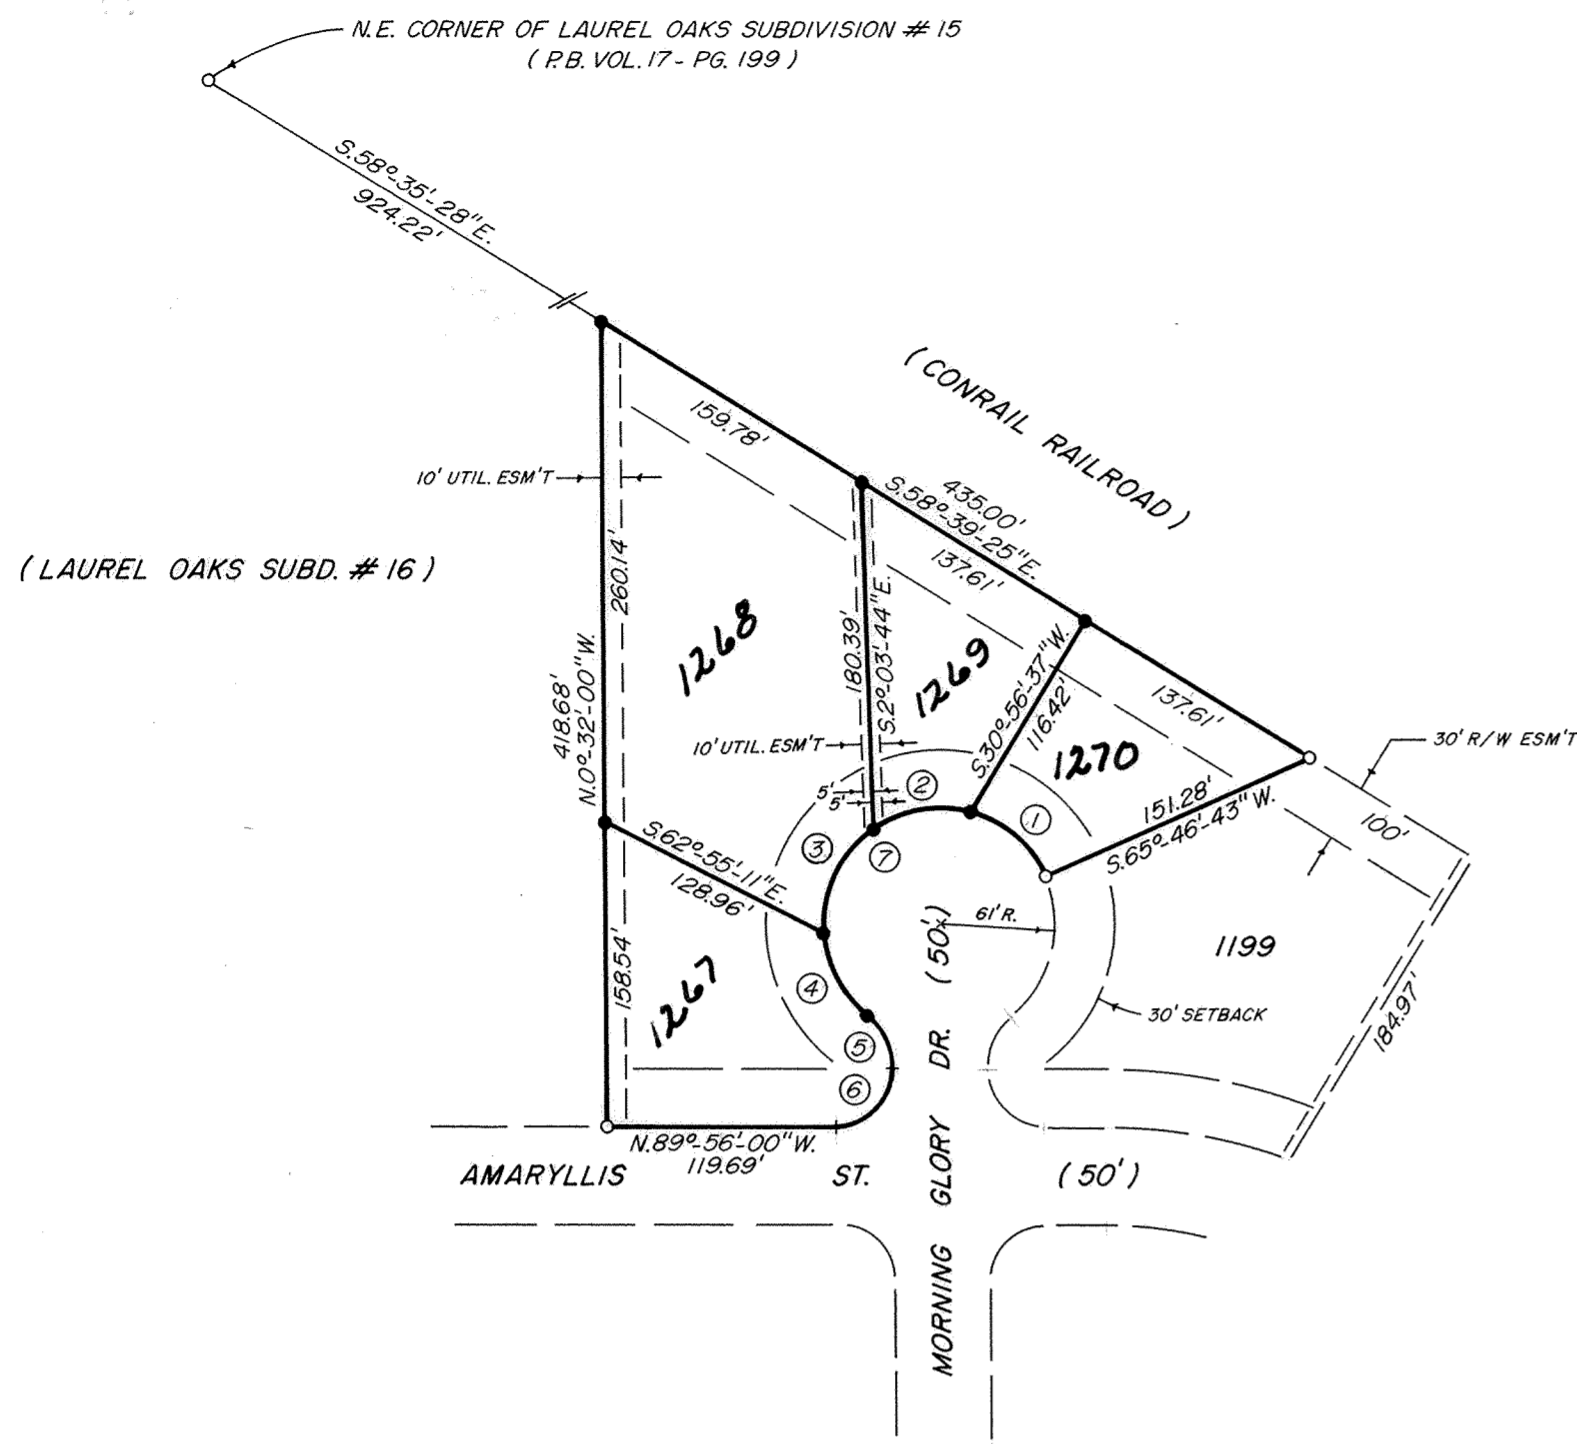 N.E. CORNER OF LAUREL OAKS SUBDIVISION # 15
( P.B. VOL. 17 - PG. 199 )
S.58°-35'-28"E.
924.22'
( CONRAIL RAILROAD )
159.78'
10' UTIL. ESM'T
435.00'
S.58°-39'-25"E.
137.61'
( LAUREL OAKS SUBD. # 16 )
260.14'
1268
180.39'
S.2°-03'-44"E.
1269
S.30°-56'-37"W.
116.42'
137.61'
418.68'
N.0°-32'-00"W.
10' UTIL. ESM'T
1270
30' R/W ESM'T
5'
5'
2
1
151.28'
S.65°-46'-43"W.
100'
S.62°-55'-11"E.
128.96'
3
7
61' R.
1199
158.54'
1267
4
30' SETBACK
184.97'
5
6
N.89°-56'-00"W.
119.69'
AMARYLLIS ST. (50')
MORNING GLORY DR. (50')